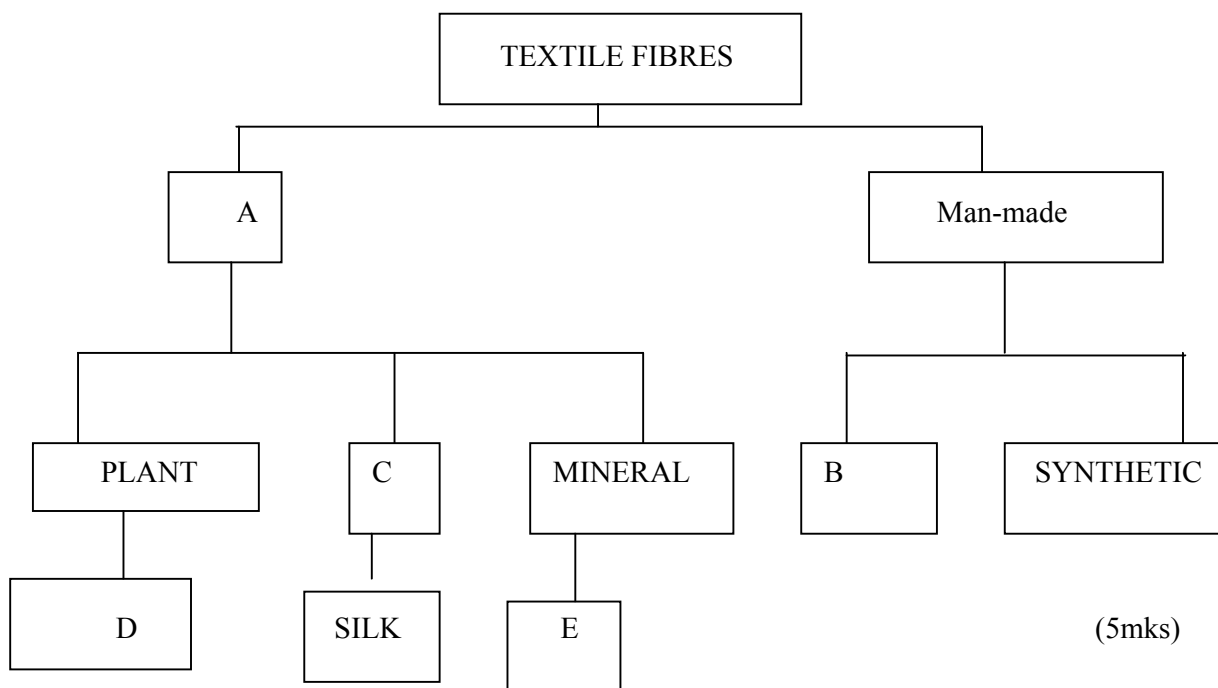 TEXTILE FIBRES
A
Man-made
PLANT
C
MINERAL
B
SYNTHETIC
D
SILK
E
(5mks)